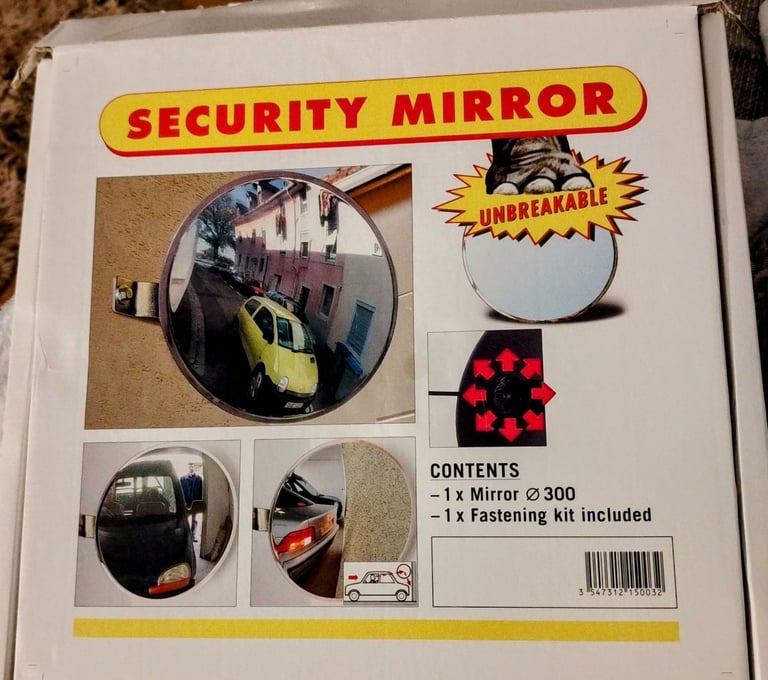 SECURITY MIRROR
UNBREAKABLE
CONTENTS
– 1 x Mirror Ø 300
– 1 x Fastening kit included
3 547312 150032